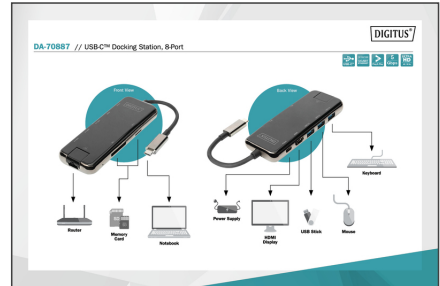 DIGITUS®
DA-70887 // USB-C™ Docking Station, 8-Port
Front View
Back View
Router
Memory
Card
Notebook
Power Supply
HDMI
Display
USB Stick
Mouse
Keyboard